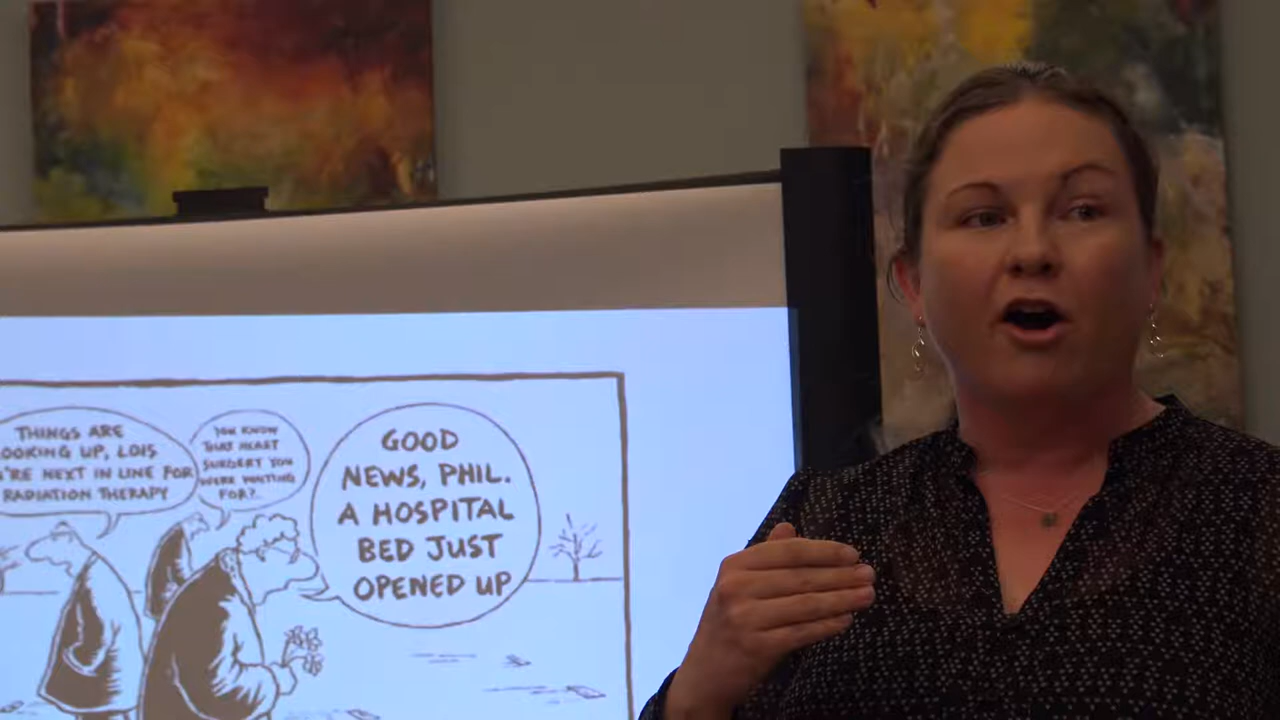 THINGS ARE
OOKING UP, LOIS
'RE NEXT IN LINE FOR
RADIATION THERAPY
YOU KNOW
THAT HEART
SURGERY YOU
WERE WAITING
FOR?
GOOD
NEWS, PHIL.
A HOSPITAL
BED JUST
OPENED UP